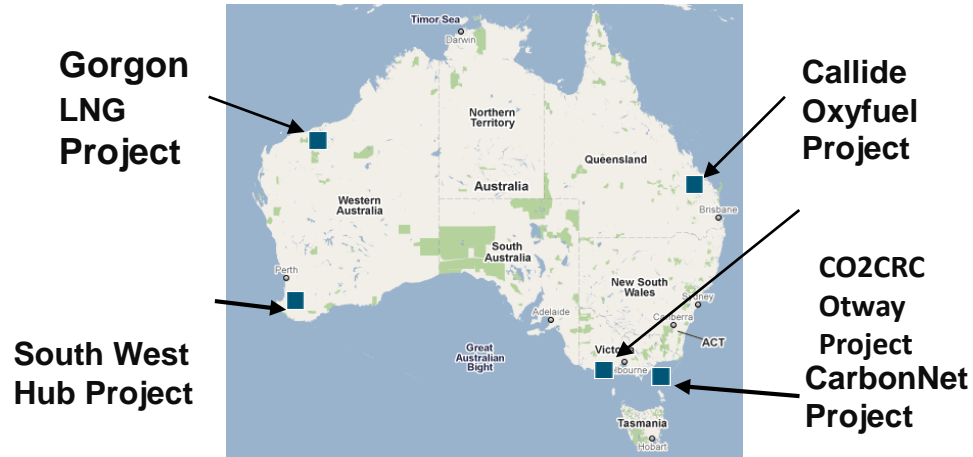 Gorgon
LNG
Project
South West
Hub Project
Timor Sea
Darwin
Northern
Territory
Queensland
Australia
Western
Australia
Brisbane
South
Australia
Perth
New South
Wales
Sydney
Adelaide
Canberra
ACT
Great
Australian
Bight
Victoria
lbourne
Tasmania
Hobart
Callide
Oxyfuel
Project
CO2CRC
Otway
Project
CarbonNet
Project